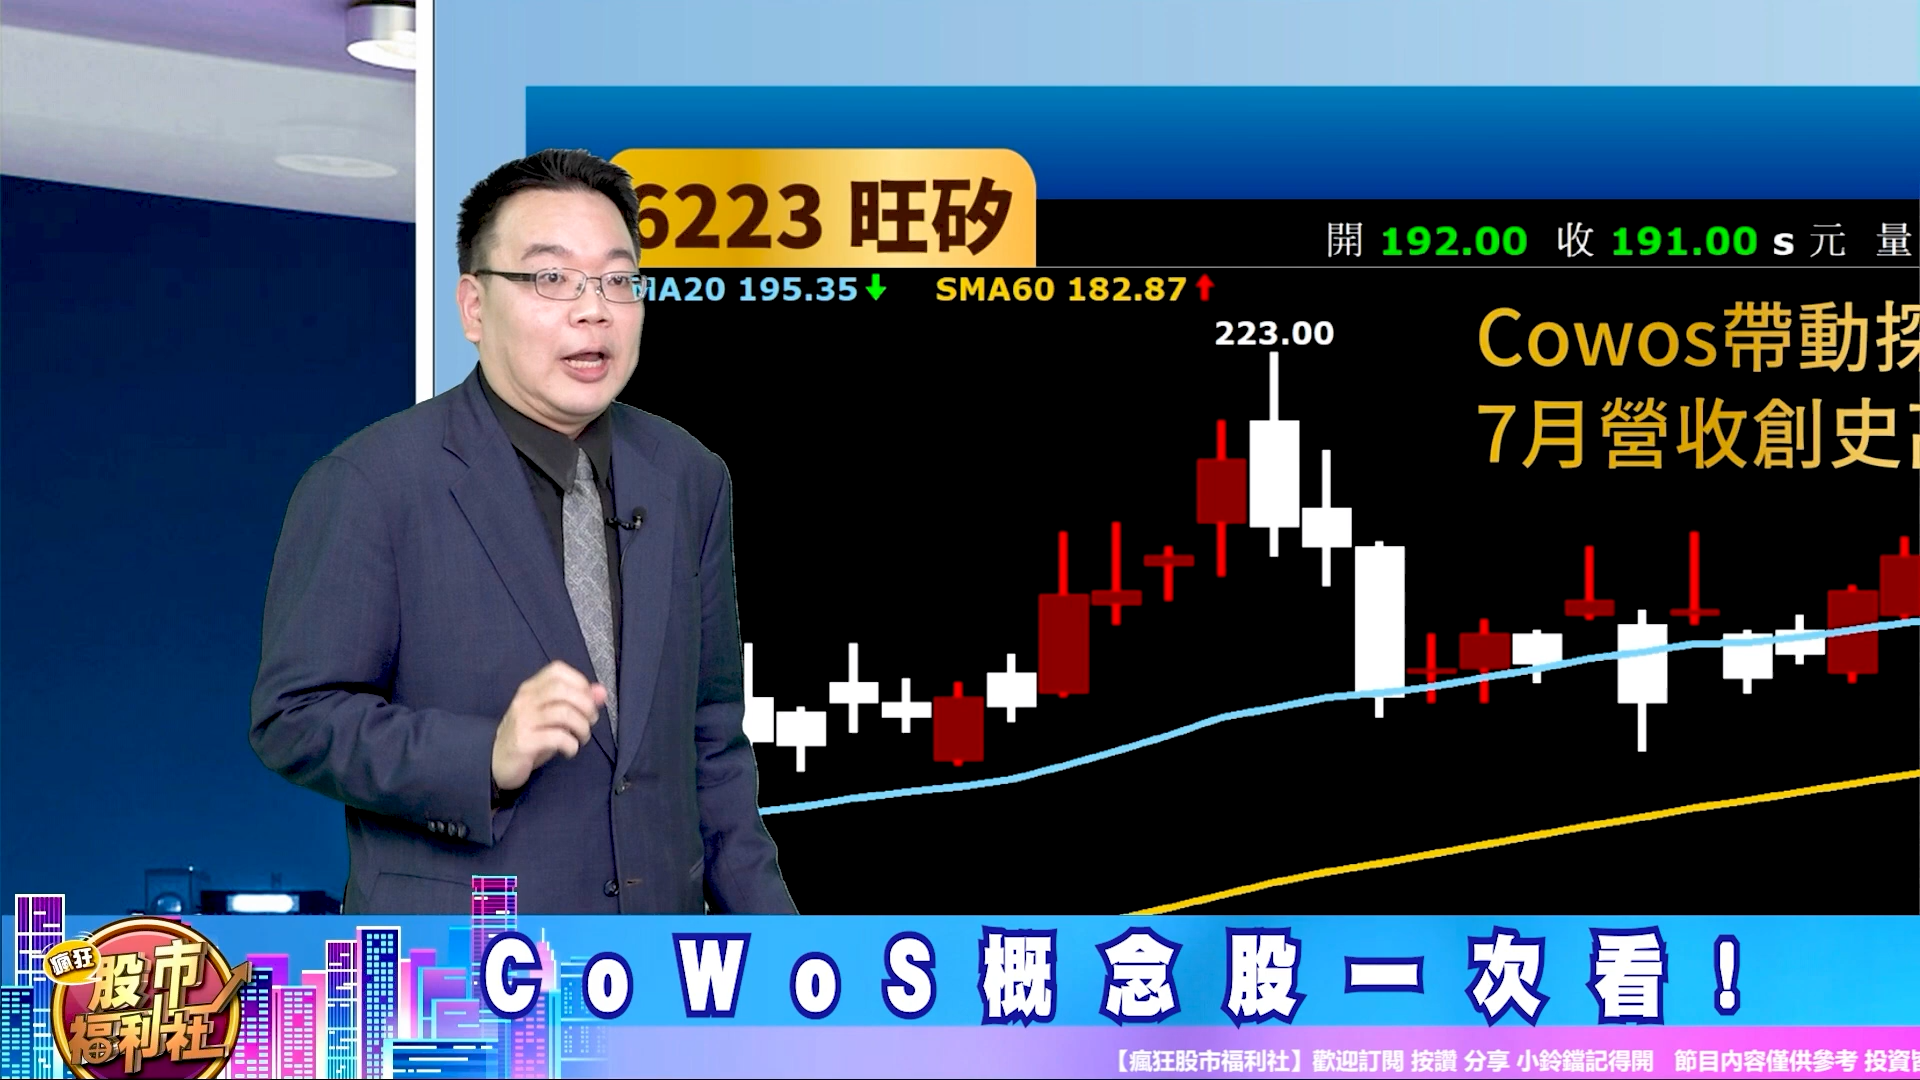 6223 旺矽
開 192.00 收 191.00 s 元 量
MA20 195.35↓ SMA60 182.87↑
223.00
Cowos帶動
7月營收創史
CoWoS概念股一次看!
瘋狂
股市
福利社
【瘋狂股市福利社】歡迎訂閱 按讚 分享 小鈴鐺記得開 節目內容僅供參考 投資